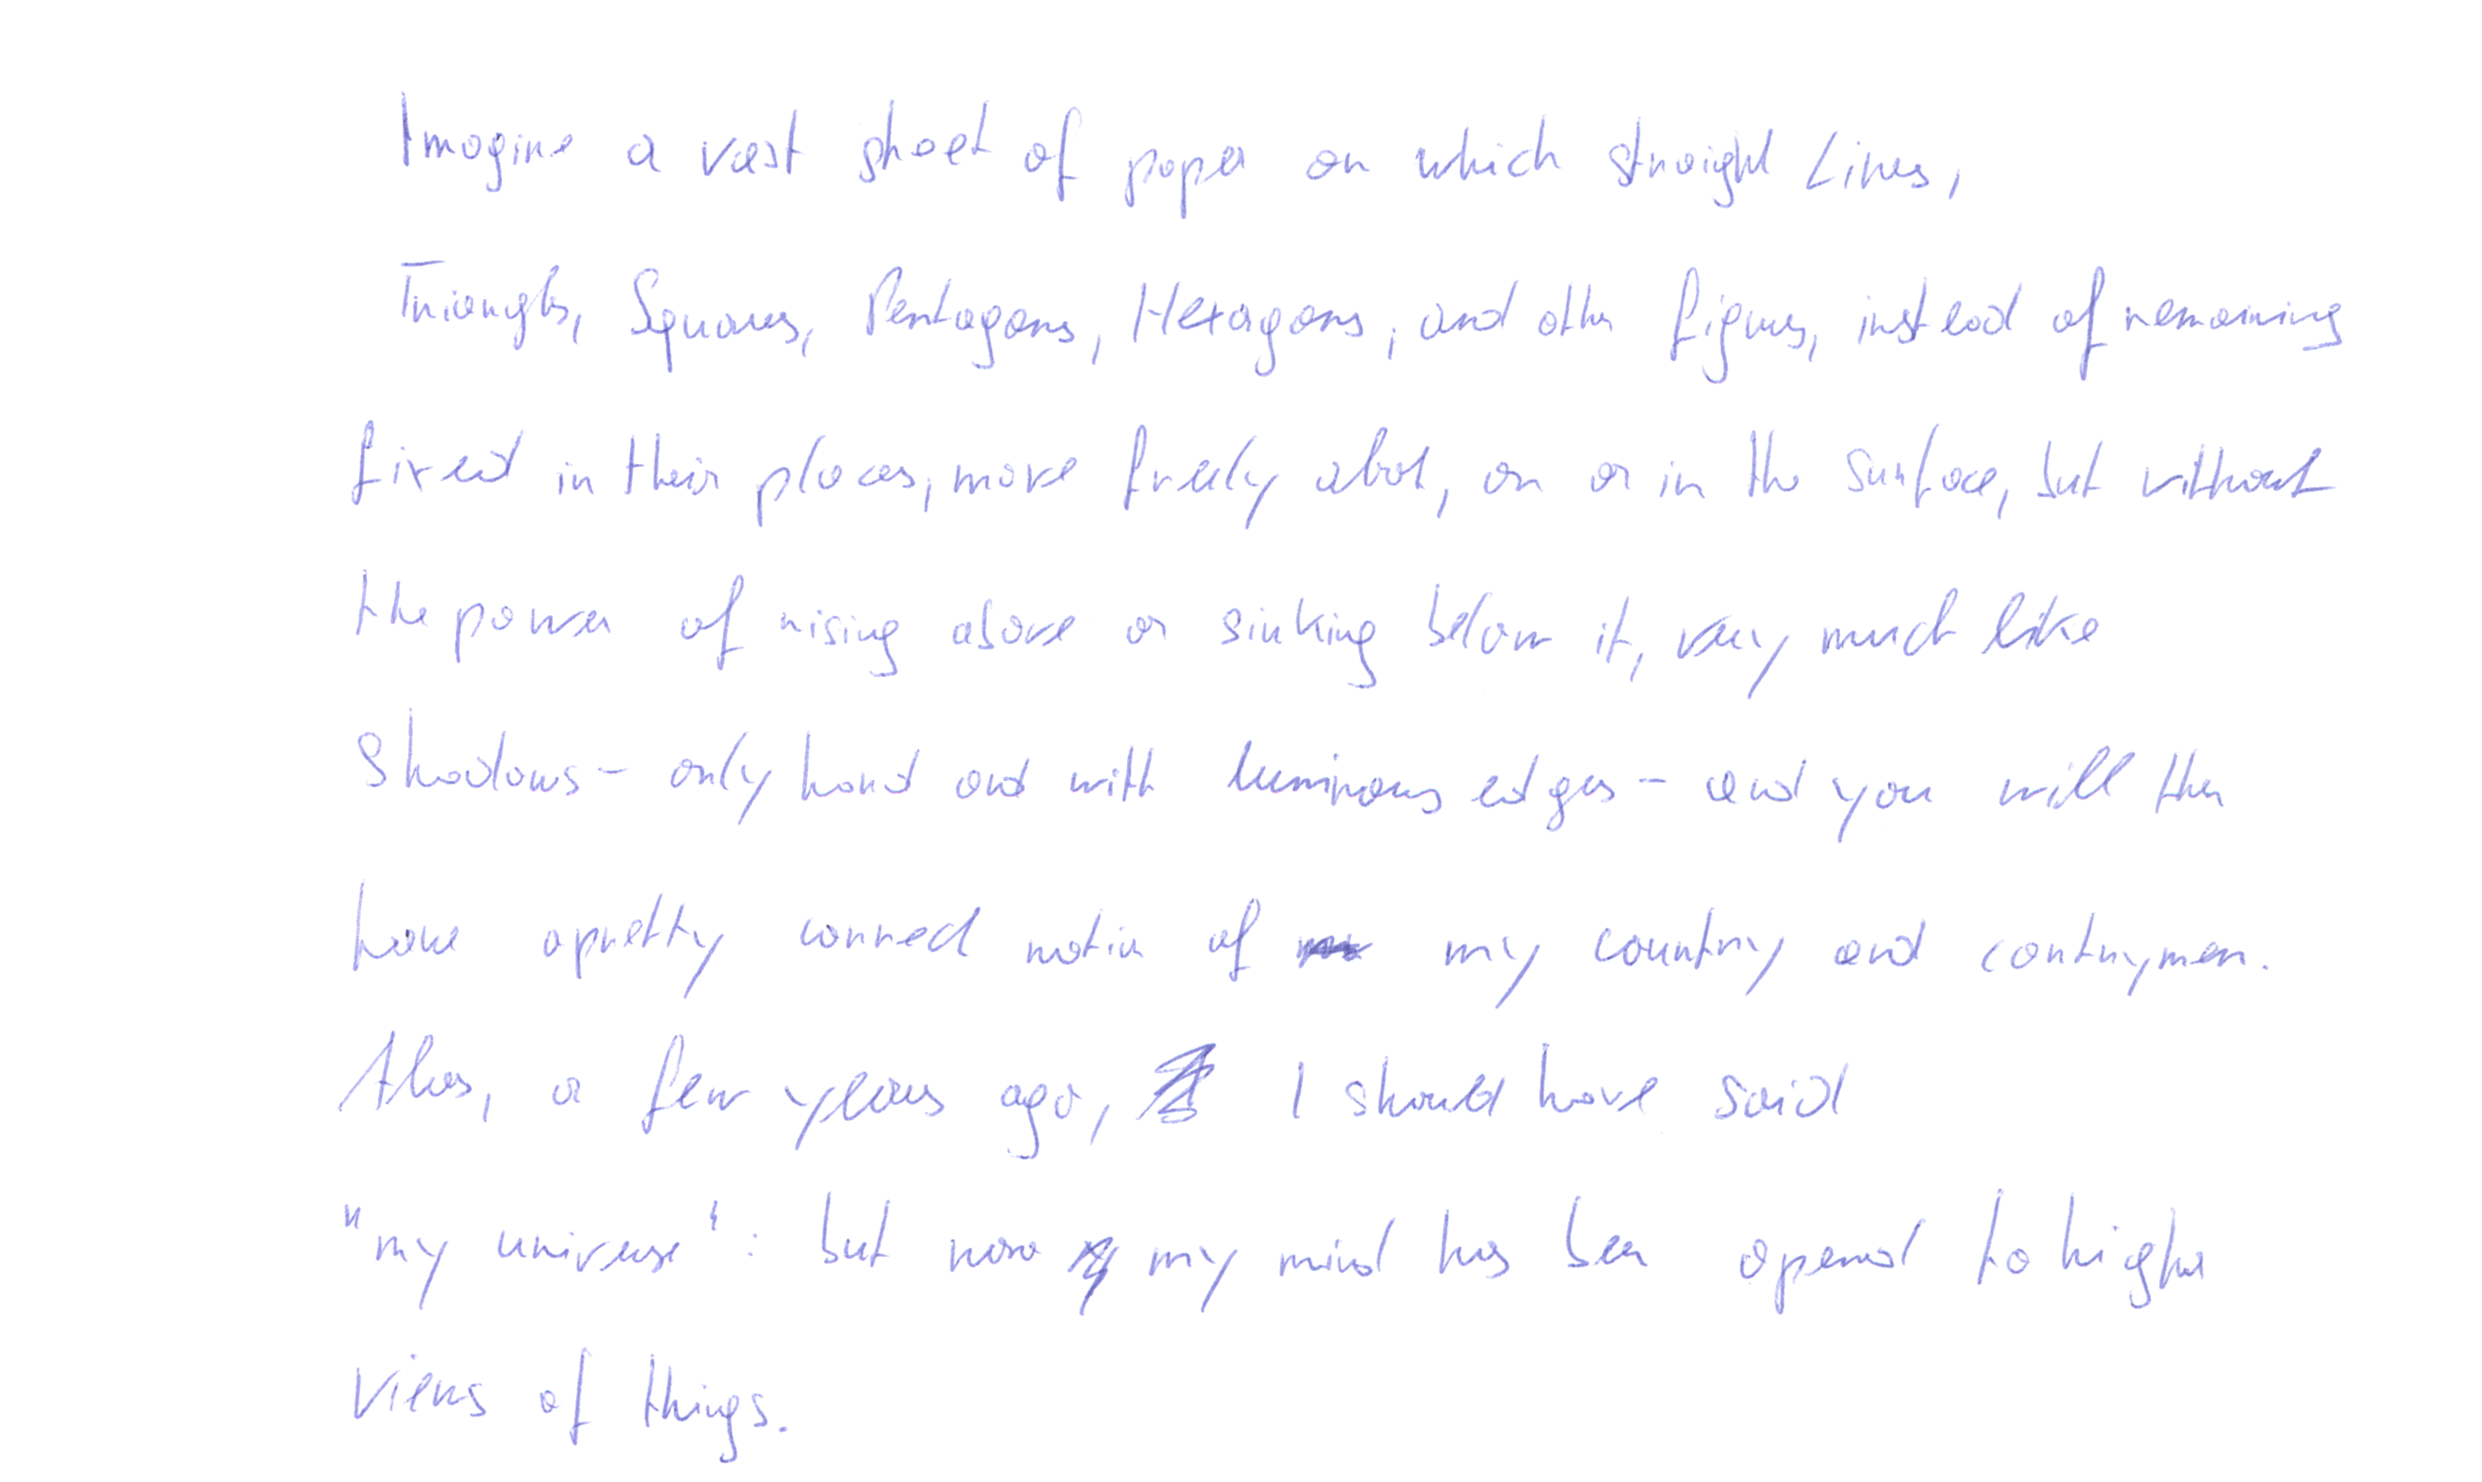 Imagine a vast sheet of paper on which straight Lines,
Triangles, Squares, Pentagons, Hexagons, and other figures, instead of remaining
fixed in their places, move freely about, on or in the surface, but without
the power of rising above or sinking below it, very much like
shadows - only hard and with luminous edges - and you will then
have a pretty correct notion of my country and contrymen.
Alas, a few years ago, I should have said
"my universe": but now my mind has been opened to higher
views of things.